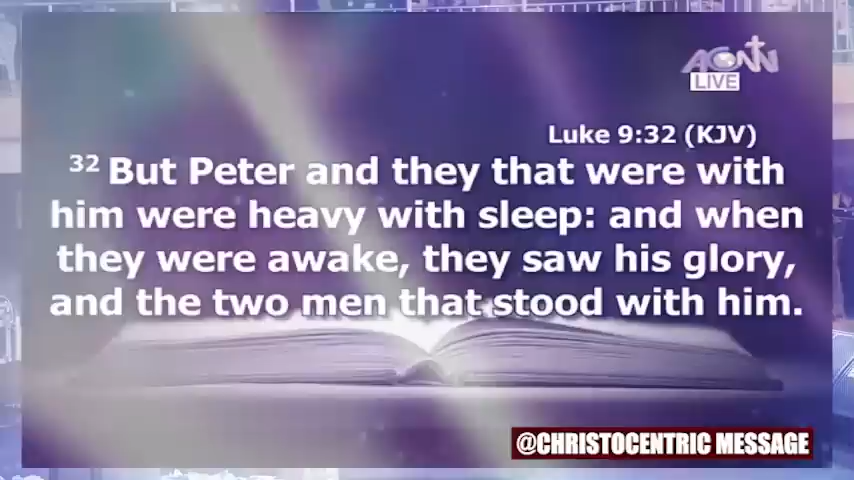 ACNN
LIVE
Luke 9:32 (KJV)
32 But Peter and they that were with
him were heavy with sleep: and when
they were awake, they saw his glory,
and the two men that stood with him.
@CHRISTOCENTRIC MESSAGE